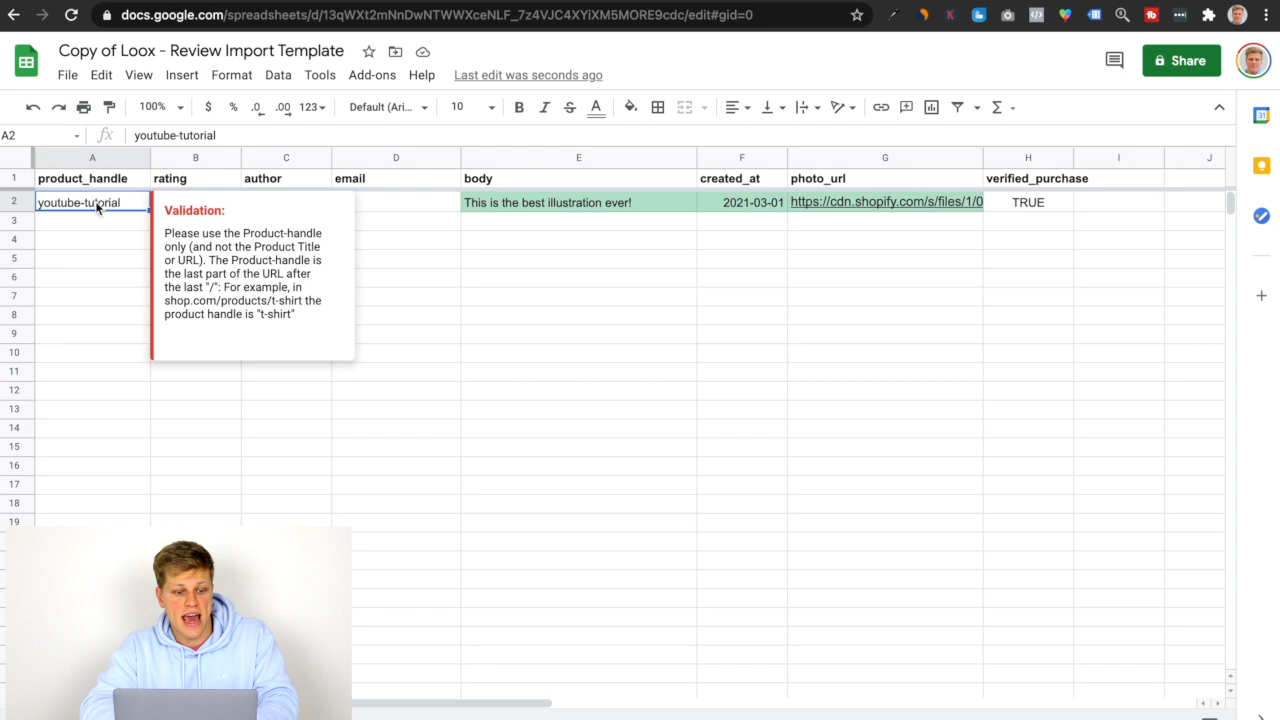 docs.google.com/spreadsheets/d/13qWXt2mNnDwNTWWXceNLF_7z4VJC4XYiXM5MORE9cdc/edit#gid=0
Copy of Loox - Review Import Template
File Edit View Insert Format Data Tools Add-ons Help Last edit was seconds ago
Share
100% $ % .0 .00 123 Default (Ari... 10 B I S A
A2 fx youtube-tutorial
A B C D E F G H I J
1 product_handle rating author email body created_at photo_url verified_purchase
2 youtube-tutorial This is the best illustration ever! 2021-03-01 https://cdn.shopify.com/s/files/1/0 TRUE
Validation:
Please use the Product-handle
only (and not the Product Title
or URL). The Product-handle is
the last part of the URL after
the last "/": For example, in
shop.com/products/t-shirt the
product handle is "t-shirt"
3
4
5
6
7
8
9
10
11
12
13
14
15
16
17
18
19